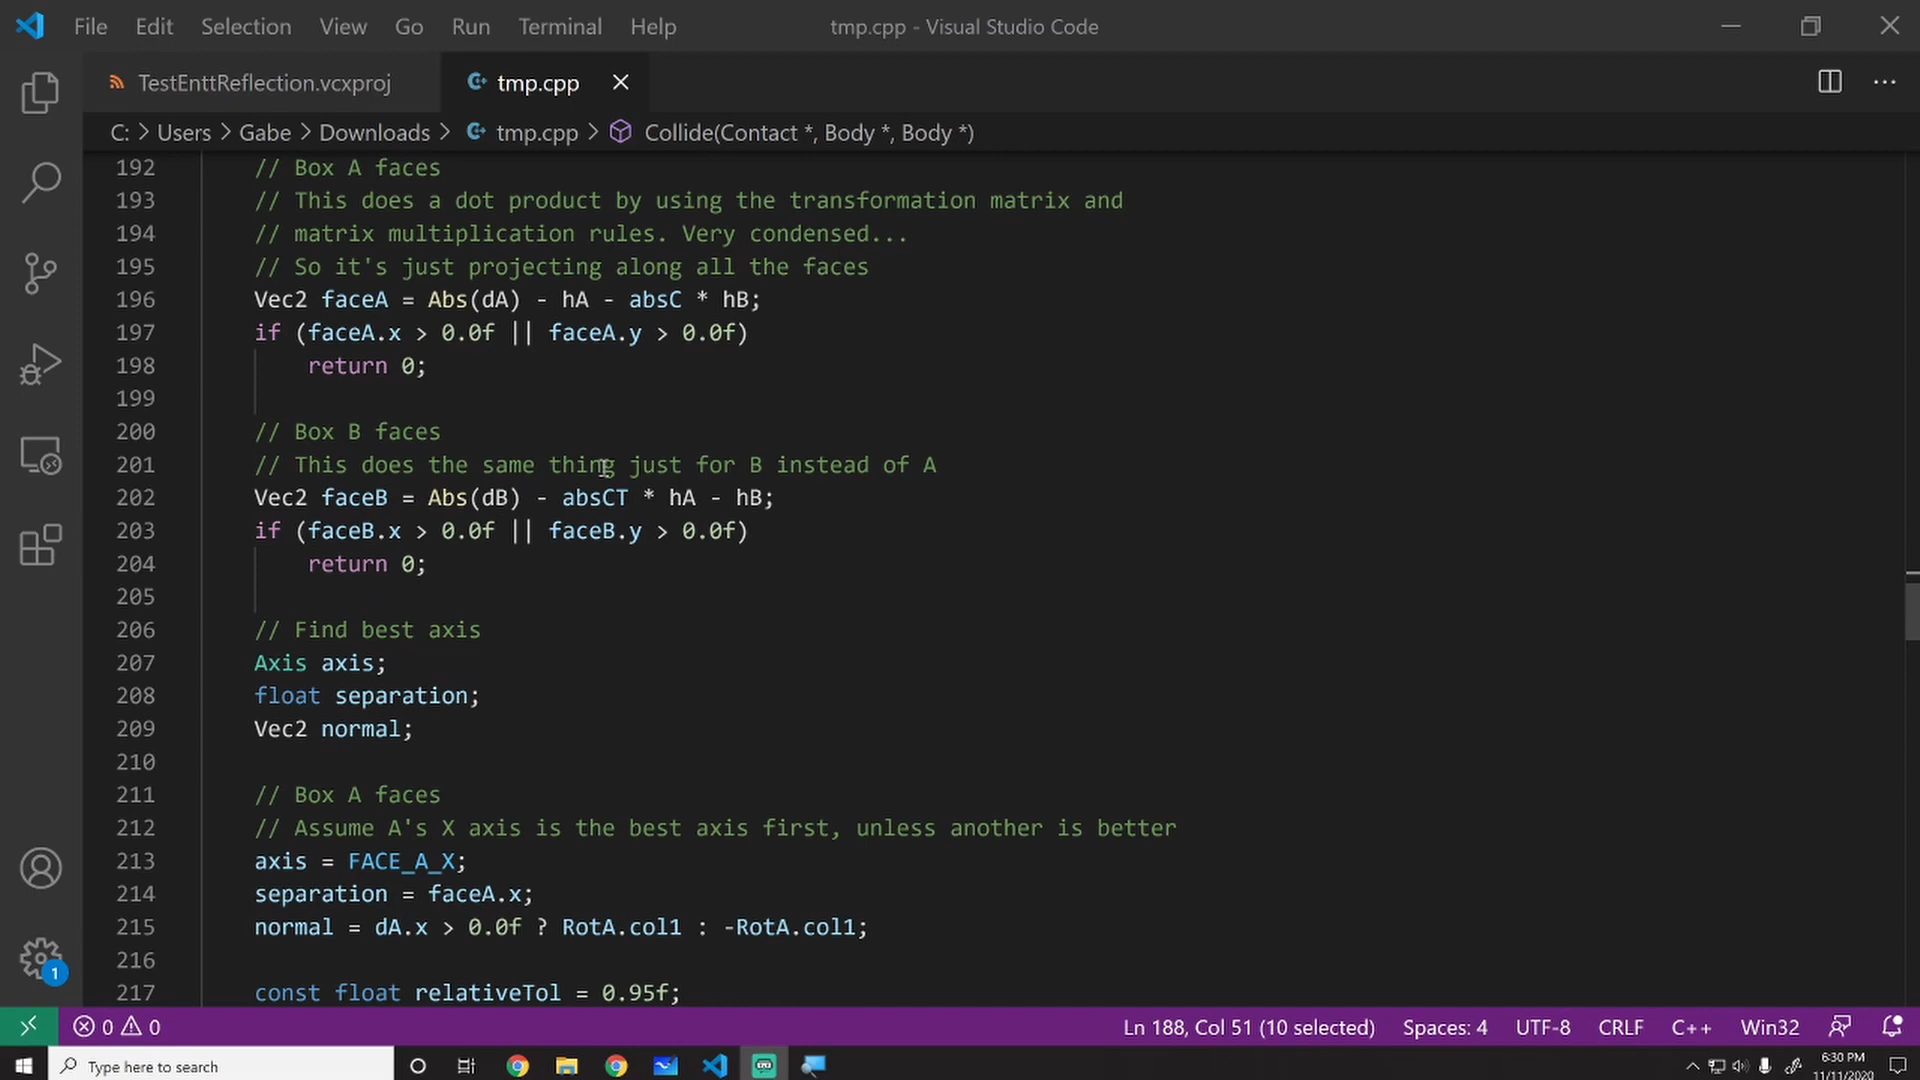 File Edit Selection View Go Run Terminal Help tmp.cpp - Visual Studio Code
TestEnttReflection.vcxproj tmp.cpp
C: > Users > Gabe > Downloads > tmp.cpp > Collide(Contact *, Body *, Body *)
192 // Box A faces
193 // This does a dot product by using the transformation matrix and
194 // matrix multiplication rules. Very condensed...
195 // So it's just projecting along all the faces
196 Vec2 faceA = Abs(dA) - hA - absC * hB;
197 if (faceA.x > 0.0f || faceA.y > 0.0f)
198 return 0;
199
200 // Box B faces
201 // This does the same thing just for B instead of A
202 Vec2 faceB = Abs(dB) - absCT * hA - hB;
203 if (faceB.x > 0.0f || faceB.y > 0.0f)
204 return 0;
205
206 // Find best axis
207 Axis axis;
208 float separation;
209 Vec2 normal;
210
211 // Box A faces
212 // Assume A's X axis is the best axis first, unless another is better
213 axis = FACE_A_X;
214 separation = faceA.x;
215 normal = dA.x > 0.0f ? RotA.col1 : -RotA.col1;
216
217 const float relativeTol = 0.95f;
1
0 0 Ln 188, Col 51 (10 selected) Spaces: 4 UTF-8 CRLF C++ Win32
Type here to search 6:30 PM
11/11/2020